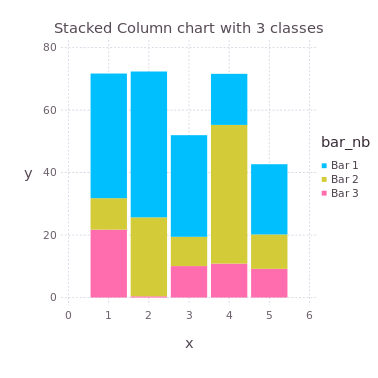 Stacked Column chart with 3 classes
80
60
40
20
0
y
0 1 2 3 4 5 6
x
bar_nb
Bar 1
Bar 2
Bar 3